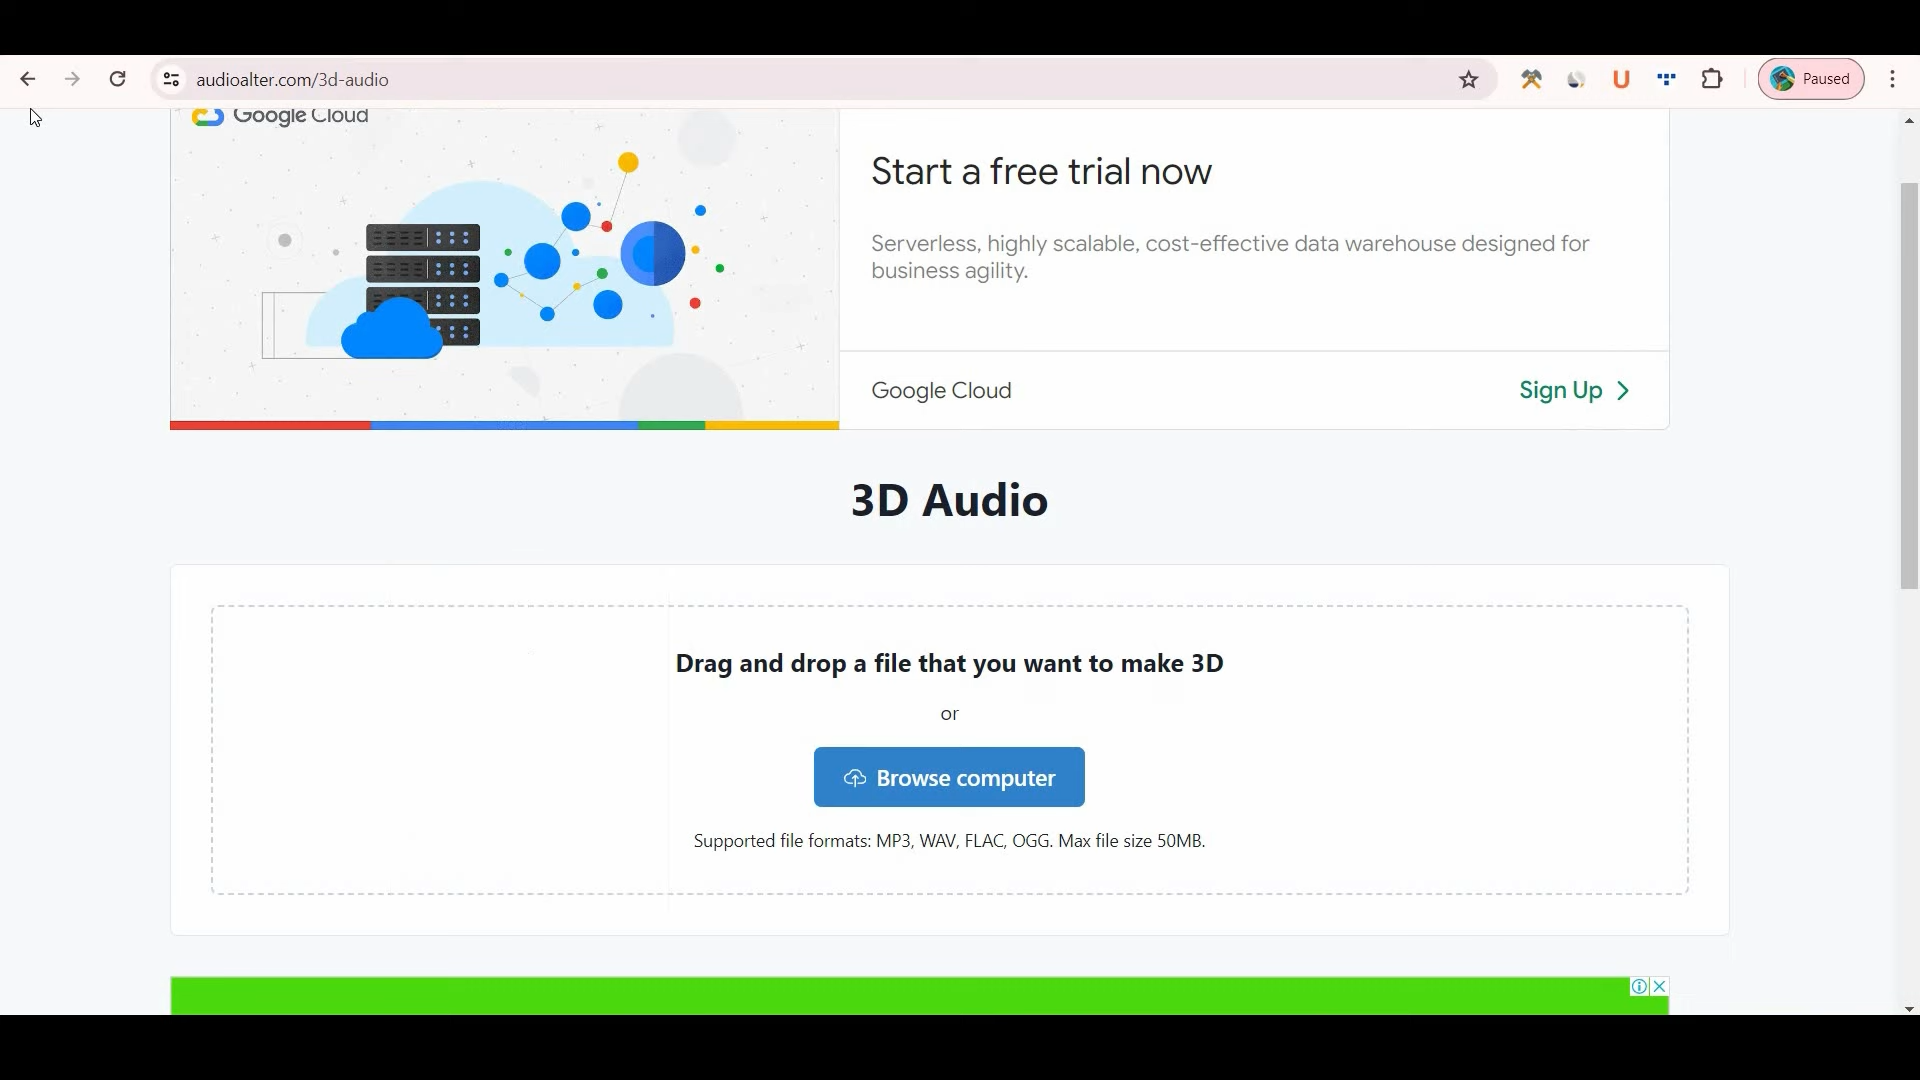 audioalter.com/3d-audio
Paused
Google Cloud
Start a free trial now
Serverless, highly scalable, cost-effective data warehouse designed for
business agility.
Google Cloud
Sign Up
3D Audio
Drag and drop a file that you want to make 3D
or
Browse computer
Supported file formats: MP3, WAV, FLAC, OGG. Max file size 50MB.